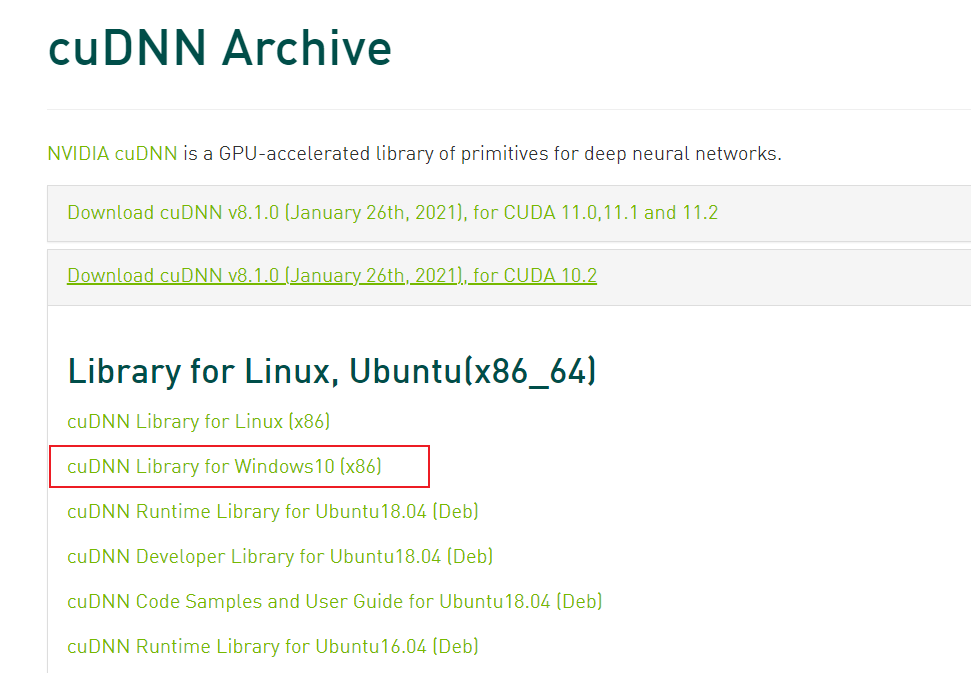 cuDNN Archive
NVIDIA cuDNN is a GPU-accelerated library of primitives for deep neural networks.
Download cuDNN v8.1.0 (January 26th, 2021), for CUDA 11.0,11.1 and 11.2
Download cuDNN v8.1.0 (January 26th, 2021), for CUDA 10.2
Library for Linux, Ubuntu(x86_64)
cuDNN Library for Linux (x86)
cuDNN Library for Windows10 (x86)
cuDNN Runtime Library for Ubuntu18.04 (Deb)
cuDNN Developer Library for Ubuntu18.04 (Deb)
cuDNN Code Samples and User Guide for Ubuntu18.04 (Deb)
cuDNN Runtime Library for Ubuntu16.04 (Deb)